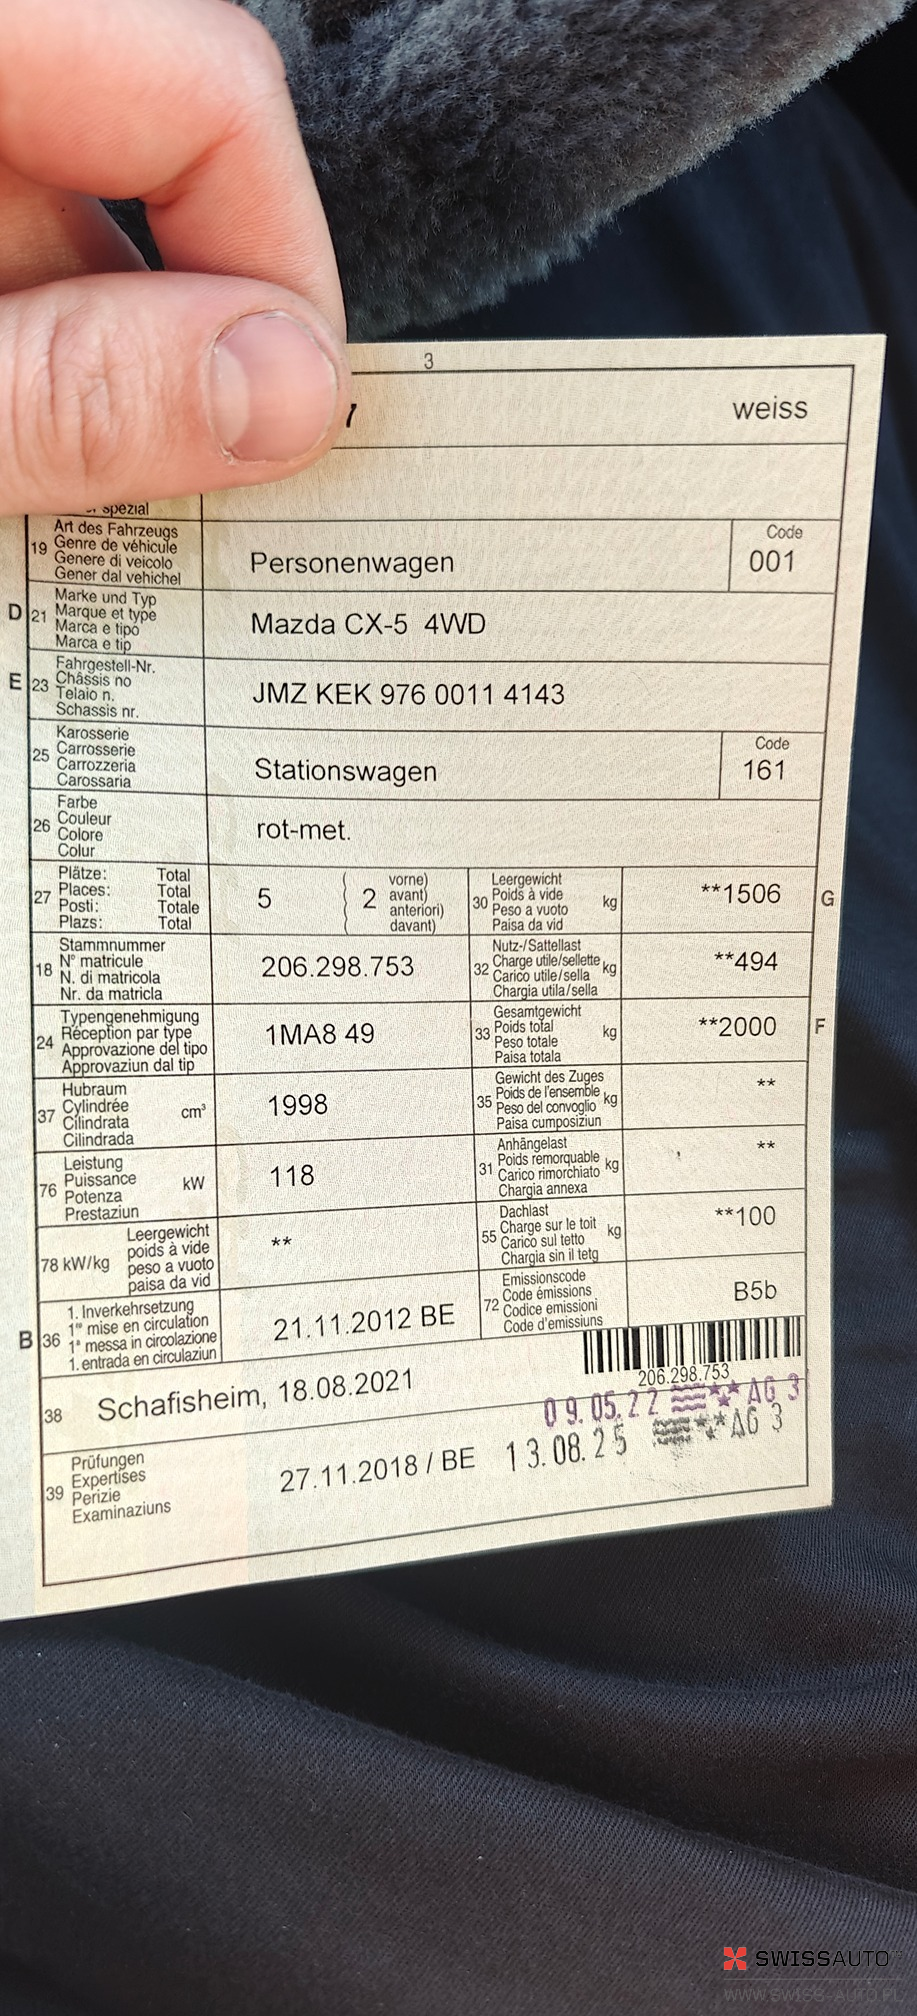 3
7 weiss
spezial
19 Art des Fahrzeugs
Genre de véhicule
Genere di veicolo
Gener dal vehichel
Personenwagen
Code
001
D 21 Marke und Typ
Marque et type
Marca e tipo
Marca e tip
Mazda CX-5 4WD
E 23 Fahrgestell-Nr.
Châssis no
Telaio n.
Schassis nr.
JMZ KEK 976 0011 4143
25 Karosserie
Carrosserie
Carrozzeria
Carossaria
Stationswagen
Code
161
26 Farbe
Couleur
Colore
Colur
rot-met.
27 Plätze: Total
Places: Total
Posti: Totale
Plazs: Total
5 ( 2 vorne)
avant)
anteriori)
davant)
30 Leergewicht
Poids à vide
Peso a vuoto
Paisa da vid
kg
**1506 G
18 Stammnummer
N° matricule
N. di matricola
Nr. da matricla
206.298.753
32 Nutz-/Sattellast
Charge utile/sellette
Carico utile/sella
Chargia utila/sella
kg
**494
24 Typengenehmigung
Réception par type
Approvazione del tipo
Approvaziun dal tip
1MA8 49
33 Gesamtgewicht
Poids total
Peso totale
Paisa totala
kg
**2000 F
37 Hubraum
Cylindrée
Cilindrata
Cilindrada
cm³
1998
35 Gewicht des Zuges
Poids de l'ensemble
Peso del convoglio
Paisa cumposiziun
kg
**
76 Leistung
Puissance
Potenza
Prestaziun
kW
118
31 Anhängelast
Poids remorquable
Carico rimorchiato
Chargia annexa
kg
**
78 kW/kg Leergewicht
poids à vide
peso a vuoto
paisa da vid
**
55 Dachlast
Charge sur le toit
Carico sul tetto
Chargia sin il tetg
kg
**100
B 36 1. Inverkehrsetzung
1re mise en circulation
1a messa in circolazione
1. entrada en circulaziun
21.11.2012 BE
72 Emissionscode
Code émissions
Codice emissioni
Code d'emissiuns
B5b
206.298.753
38 Schafisheim, 18.08.2021
09.05.22 AG 3
39 Prüfungen
Expertises
Perizie
Examinaziuns
27.11.2018 / BE 13.08.25 AG 3
SWISSAUTO
WWW.SWISS-AUTO.PL